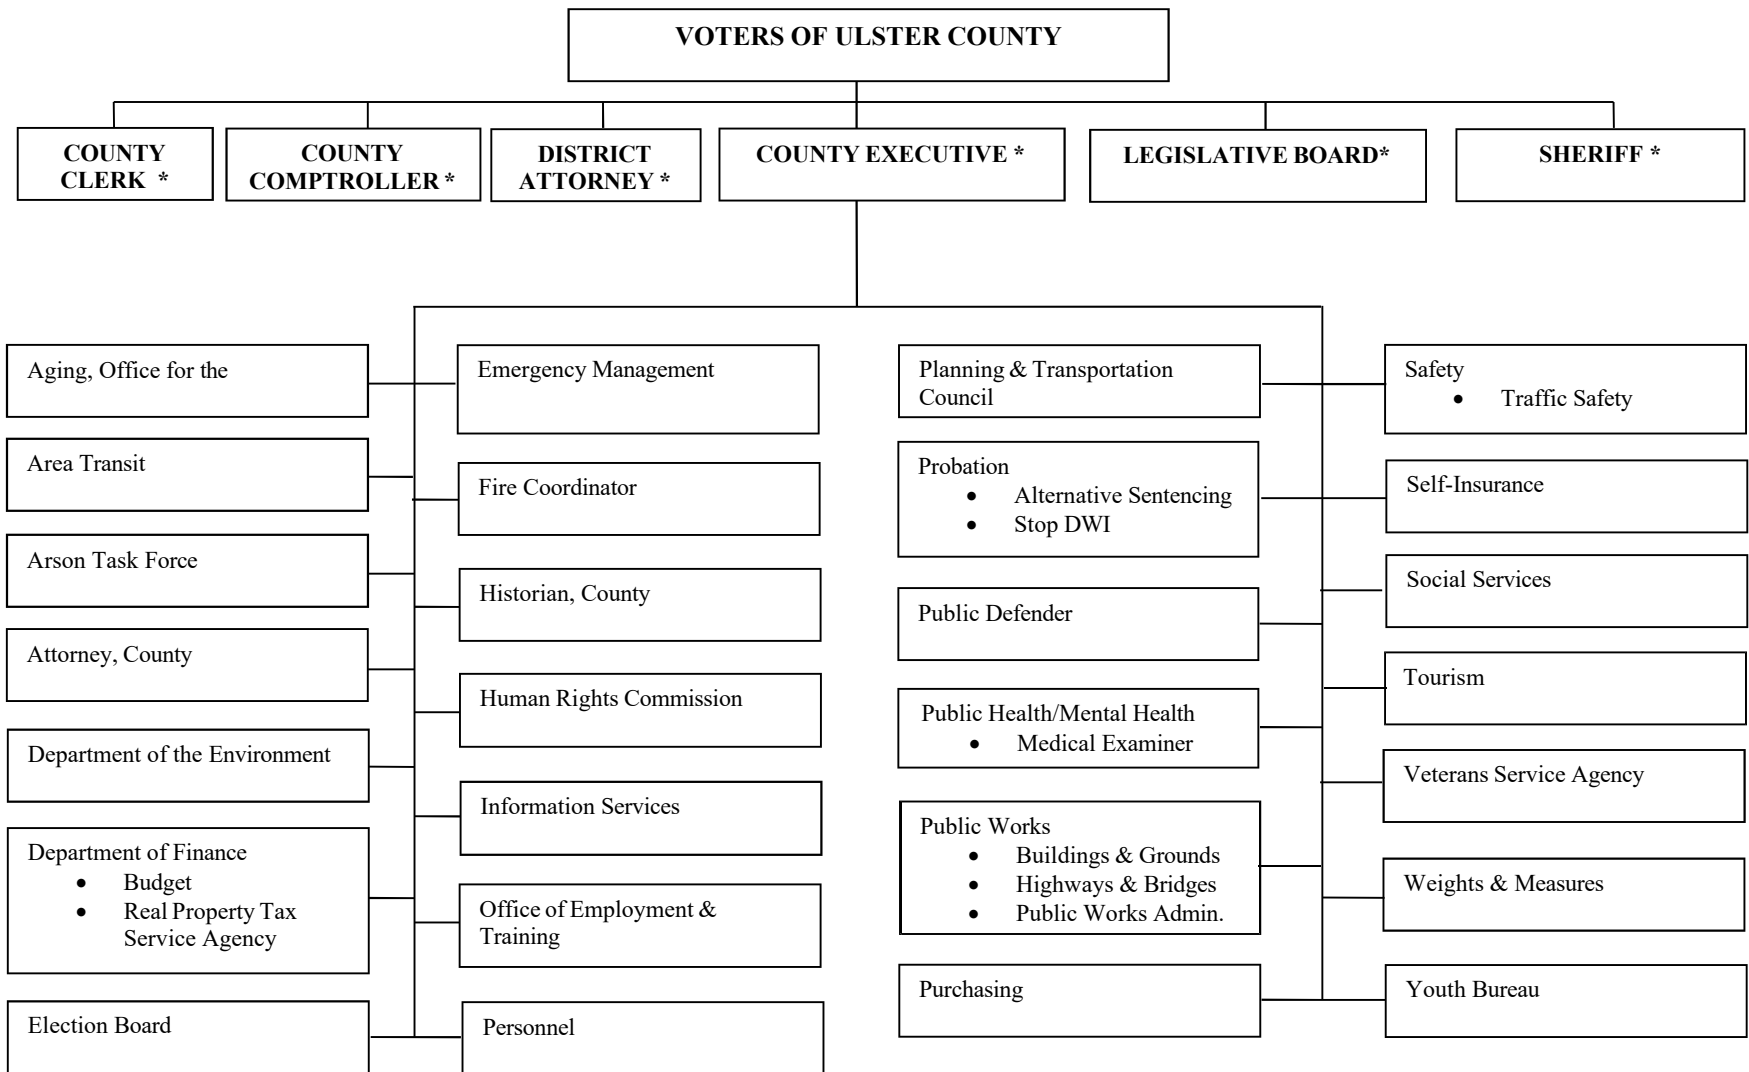 VOTERS OF ULSTER COUNTY
COUNTY
CLERK *
COUNTY
COMPTROLLER *
DISTRICT
ATTORNEY *
COUNTY EXECUTIVE *
LEGISLATIVE BOARD*
SHERIFF *
Aging, Office for the
Area Transit
Arson Task Force
Attorney, County
Department of the Environment
Department of Finance
• Budget
• Real Property Tax
Service Agency
Election Board
Emergency Management
Fire Coordinator
Historian, County
Human Rights Commission
Information Services
Office of Employment &
Training
Personnel
Planning & Transportation
Council
Probation
• Alternative Sentencing
• Stop DWI
Public Defender
Public Health/Mental Health
• Medical Examiner
Public Works
• Buildings & Grounds
• Highways & Bridges
• Public Works Admin.
Purchasing
Safety
• Traffic Safety
Self-Insurance
Social Services
Tourism
Veterans Service Agency
Weights & Measures
Youth Bureau